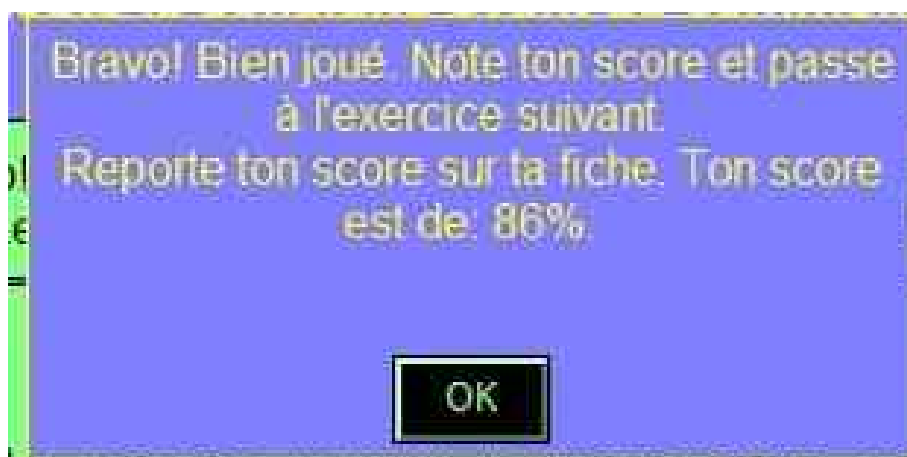 Bravo! Bien joué. Note ton score et passe
à l'exercice suivant.
Reporte ton score sur ta fiche. Ton score
est de: 86%.
OK